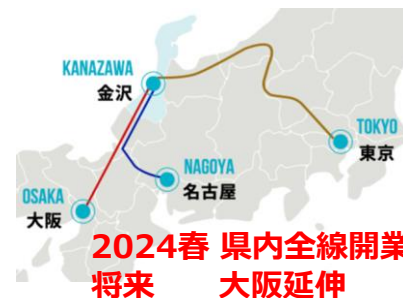 KANAZAWA
金沢
TOKYO
東京
NAGOYA
名古屋
OSAKA
大阪
2024春 県内全線開業
将来 大阪延伸